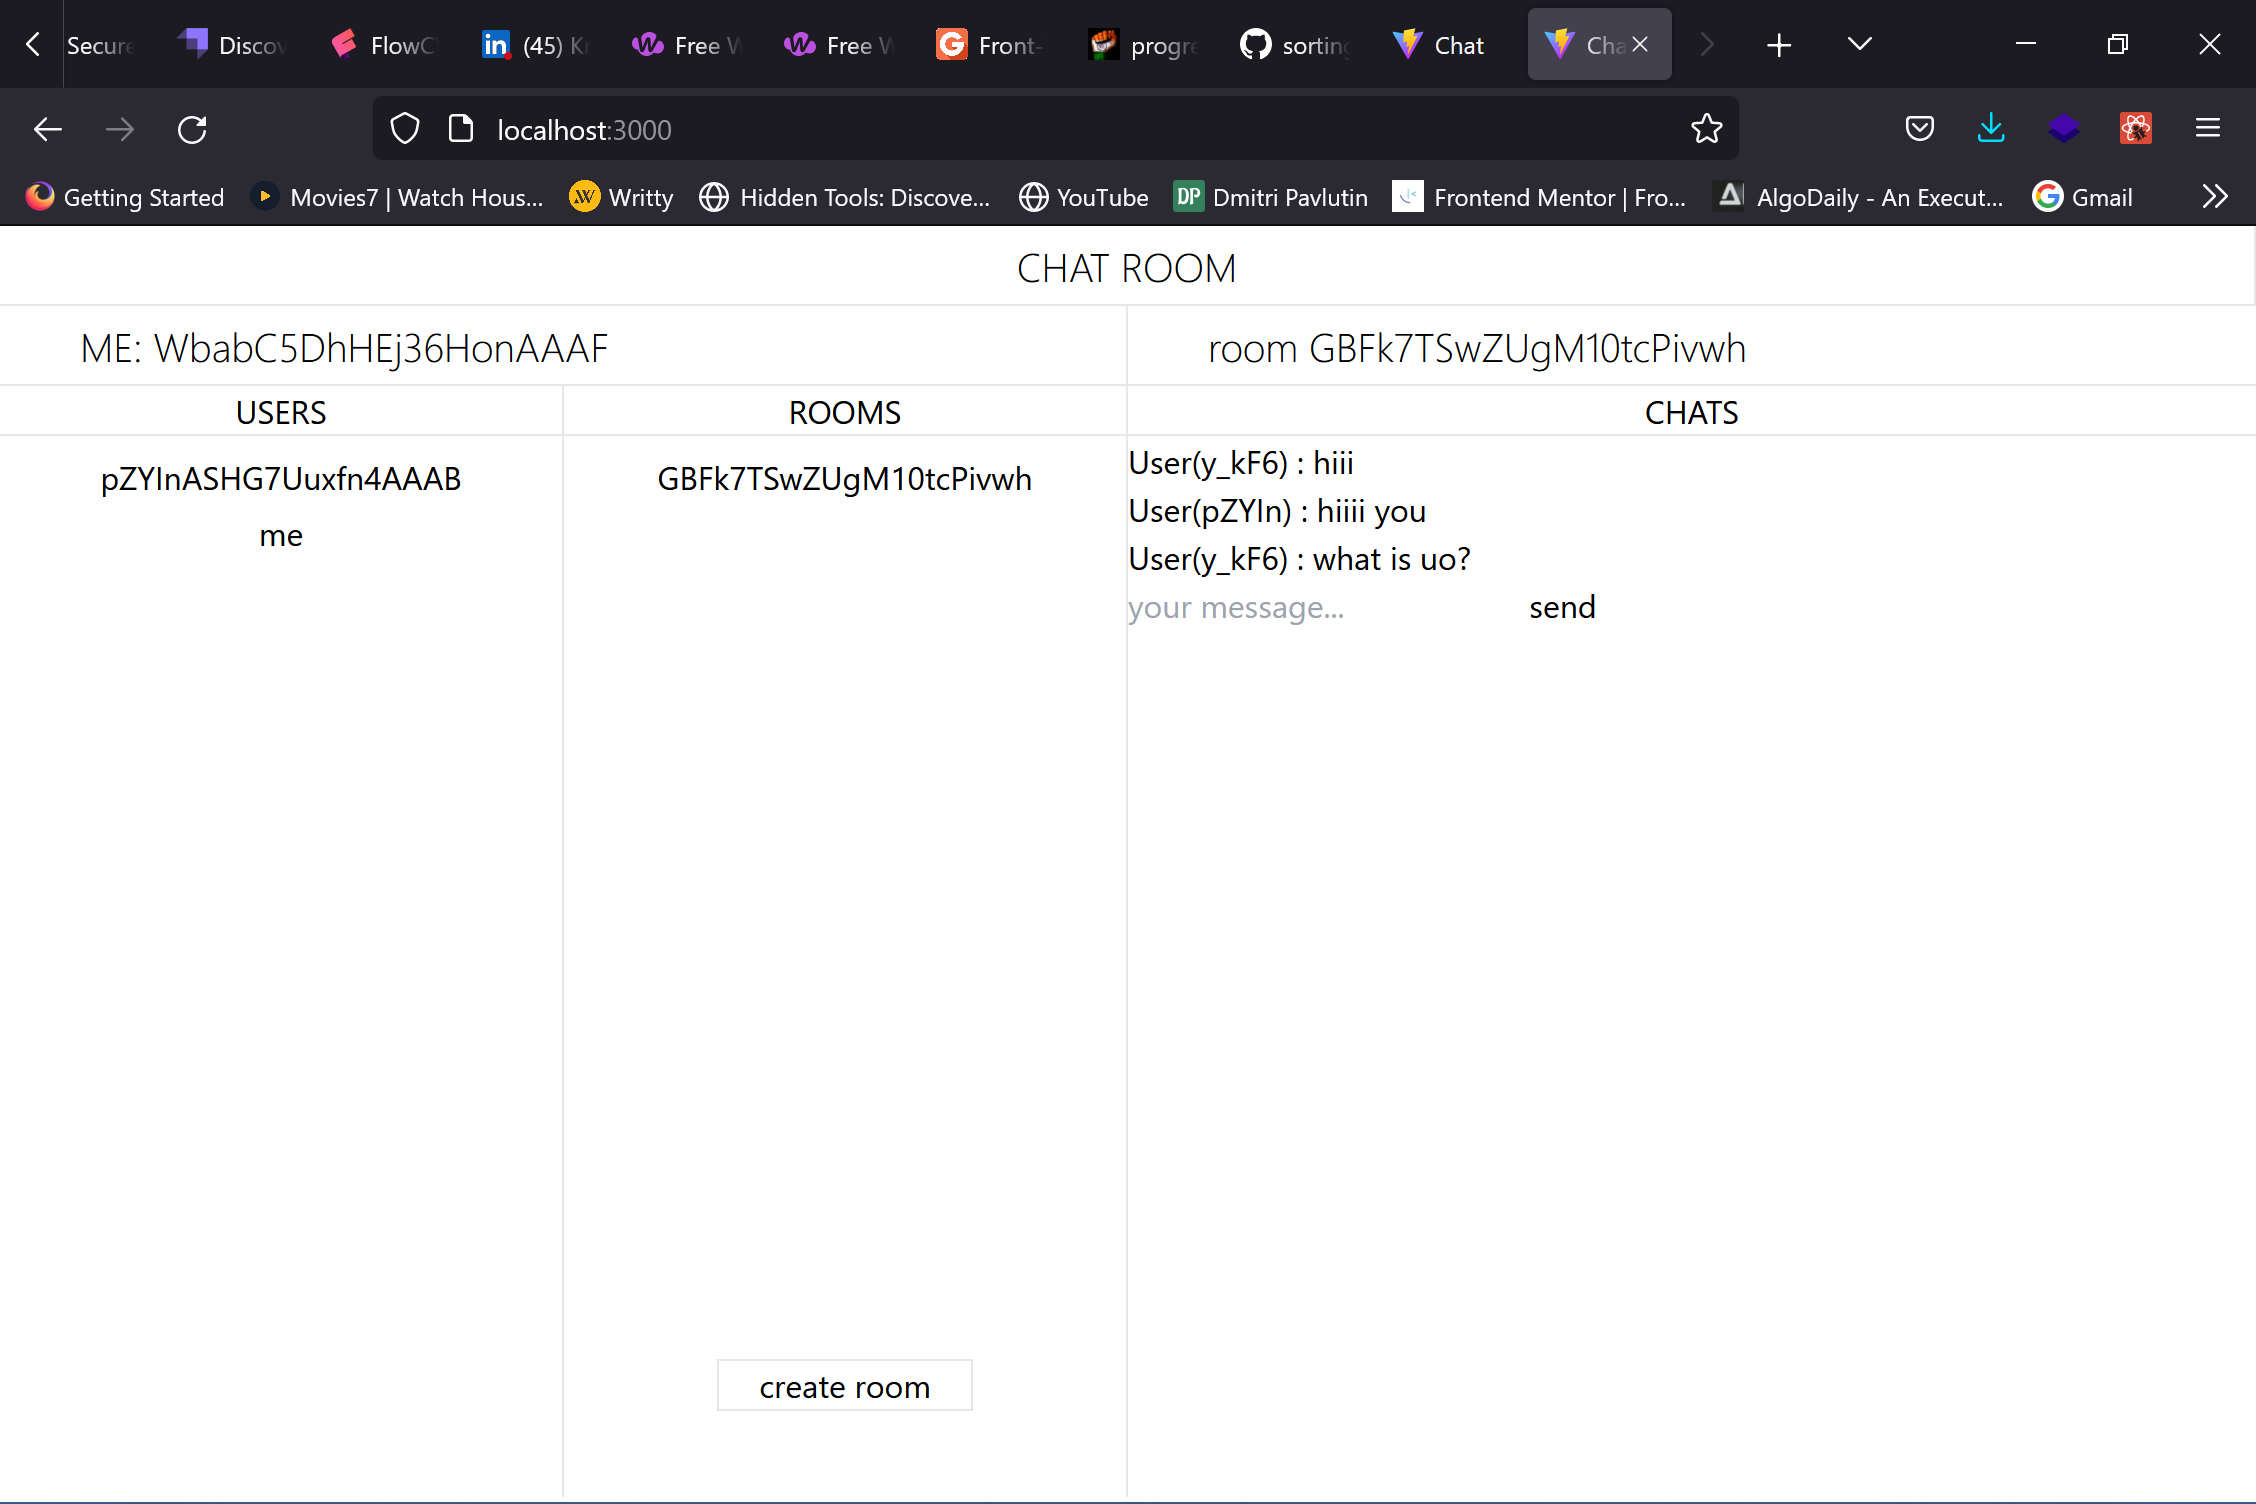 Secure Discov FlowCV (45) Kr Free W Free W Front- progre sorting Chat Cha
localhost:3000
Getting Started Movies7 | Watch Hous... Writty Hidden Tools: Discove... YouTube Dmitri Pavlutin Frontend Mentor | Fro... AlgoDaily - An Execut... Gmail
CHAT ROOM
ME: WbabC5DhHEj36HonAAAF room GBFk7TSwZUgM10tcPivwh
USERS ROOMS CHATS
pZYInASHG7Uuxfn4AAAB GBFk7TSwZUgM10tcPivwh
me
User(y_kF6) : hiii
User(pZYIn) : hiiii you
User(y_kF6) : what is uo?
your message... send
create room